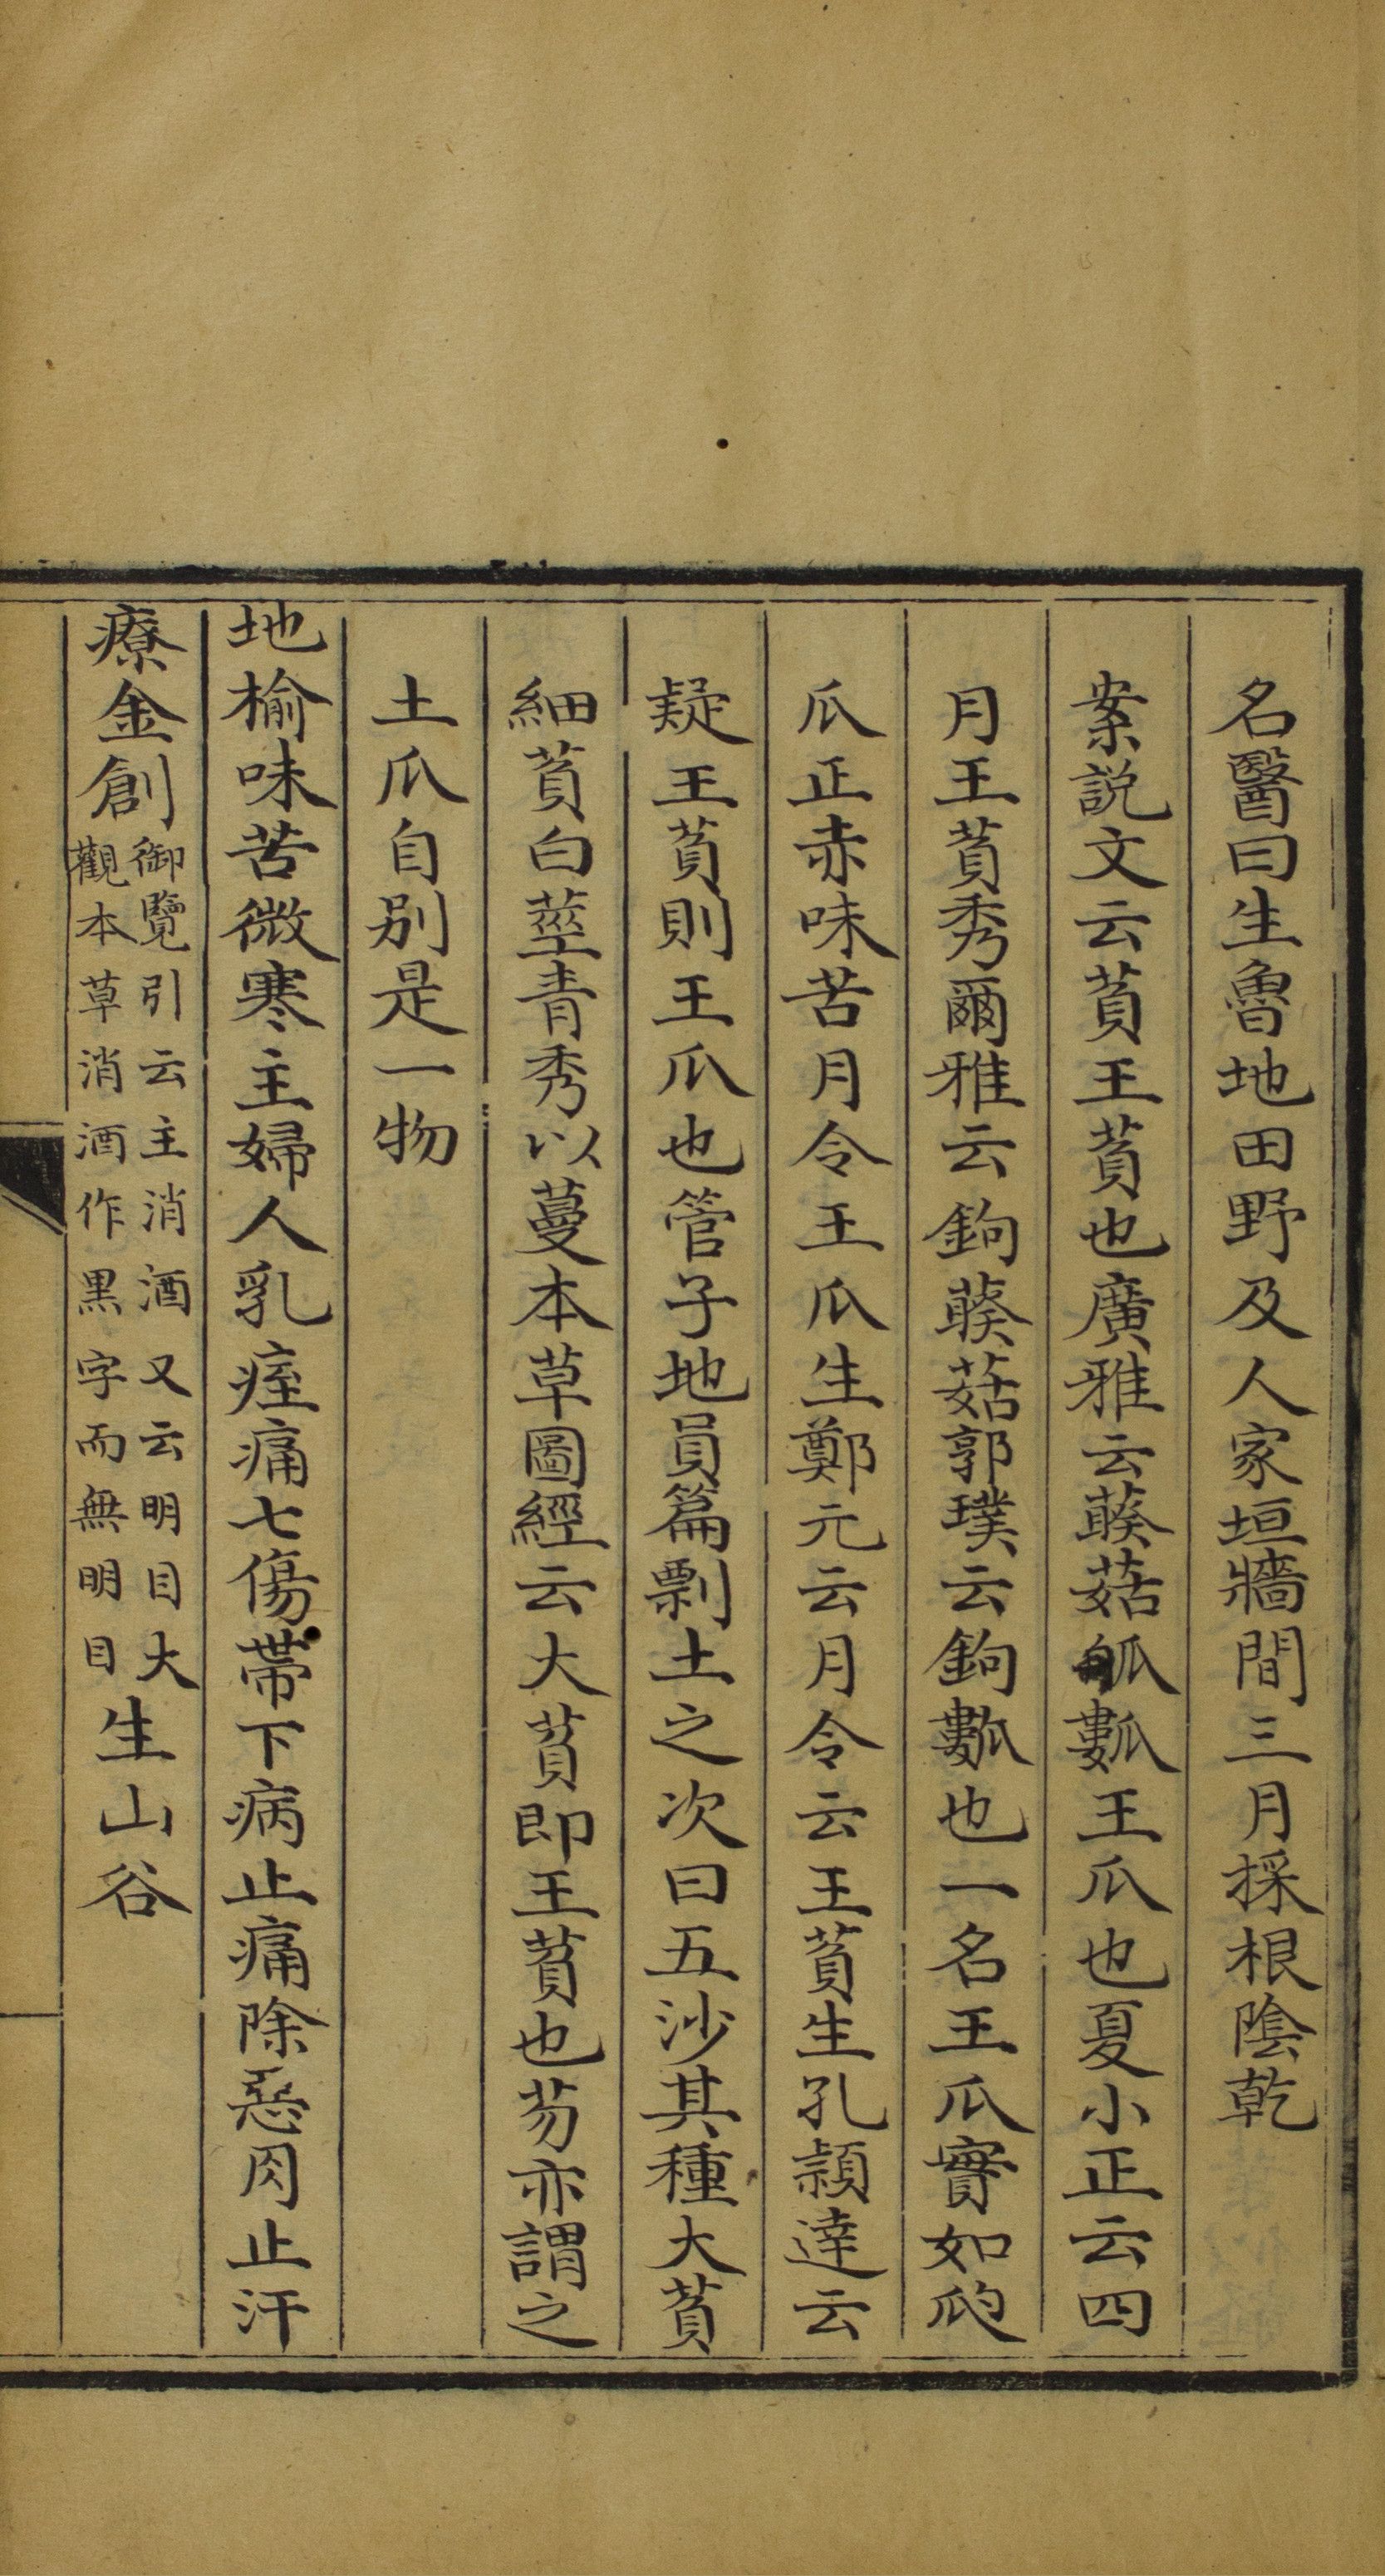 名醫曰生魯地田野及人家垣牆間三月採根陰乾
案説文云萯王萯也廣雅云藈菇瓜瓤王瓜也夏小正云四
月王萯秀爾雅云鉤藈菇郭璞云鉤瓤也一名王瓜實如瓝
瓜正赤味苦月令王瓜生鄭元云月令云王萯生孔頴達云
疑王萯則王瓜也管子地員篇剽土之次曰五沙其種大萯
細萯白莖青秀以蔓本草圖經云大萯即王萯也芴亦謂之
土瓜自别是一物
地榆味苦微寒主婦人乳痓痛七傷帶下病止痛除惡肉止汗
療金創御覽引云主消酒又云明目大
觀本草消酒作黑字而無明目生山谷